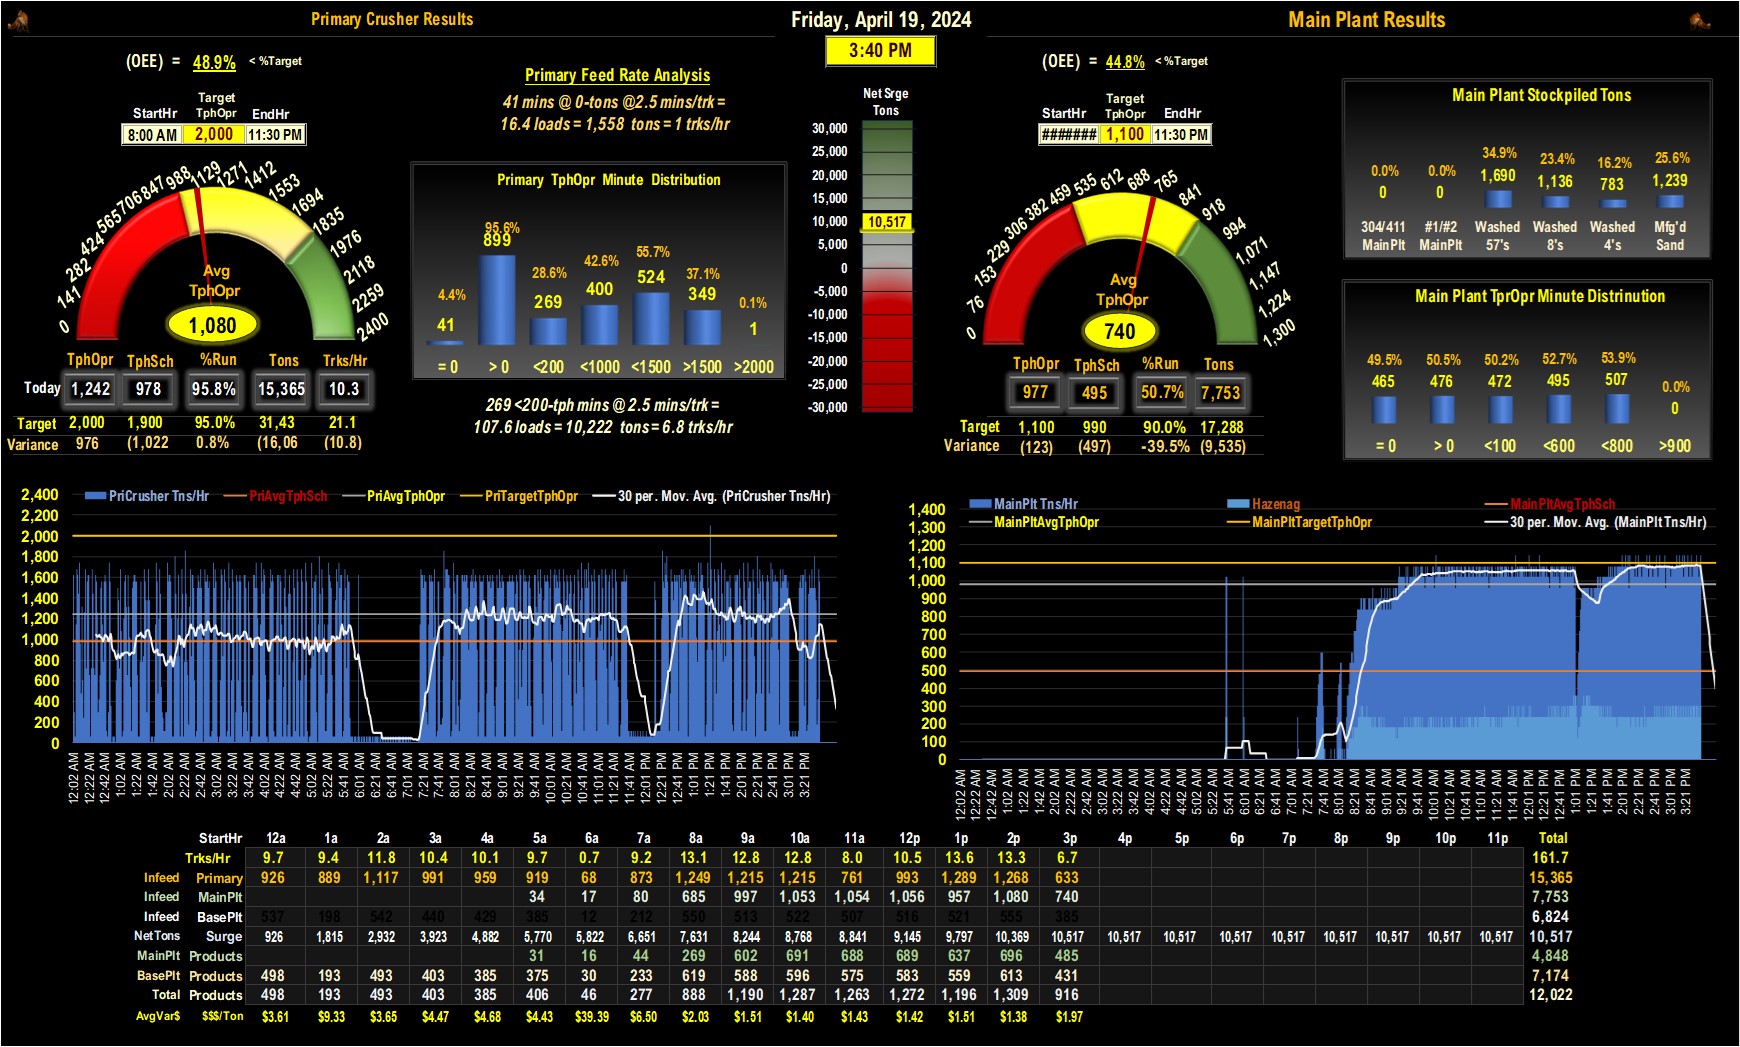 Primary Crusher Results
Friday, April 19, 2024
Main Plant Results
3:40 PM
(OEE) = 48.9% < %Target
StartHr Target TphOpr EndHr
8:00 AM 2,000 11:30 PM
0 141 282 424 565 706 847 988 1129 1271 1412 1553 1694 1835 1976 2118 2259 2400
Avg
TphOpr
1,080
TphOpr TphSch %Run Tons Trks/Hr
Today 1,242 978 95.8% 15,365 10.3
Target 2,000 1,900 95.0% 31,43 21.1
Variance 976 (1,022 0.8% (16,06 (10.8)
Primary Feed Rate Analysis
41 mins @ 0-tons @2.5 mins/trk =
16.4 loads = 1,558 tons = 1 trks/hr
Primary TphOpr Minute Distribution
4.4% 95.6% 28.6% 42.6% 55.7% 37.1% 0.1%
41 899 269 400 524 349 1
= 0 > 0 <200 <1000 <1500 >1500 >2000
269 <200-tph mins @ 2.5 mins/trk =
107.6 loads = 10,222 tons = 6.8 trks/hr
Net Srge
Tons
30,000
25,000
20,000
15,000
10,000
10,517
5,000
0
-5,000
-10,000
-15,000
-20,000
-25,000
-30,000
(OEE) = 44.8% < %Target
StartHr Target TphOpr EndHr
####### 1,100 11:30 PM
0 76 153 229 306 382 459 535 612 688 765 841 918 994 1,071 1,147 1,224 1,300
Avg
TphOpr
740
TphOpr TphSch %Run Tons
977 495 50.7% 7,753
Target 1,100 990 90.0% 17,288
Variance (123) (497) -39.5% (9,535)
Main Plant Stockpiled Tons
0.0% 0.0% 34.9% 23.4% 16.2% 25.6%
0 0 1,690 1,136 783 1,239
304/411 #1/#2 Washed Washed Washed Mfg'd
MainPlt MainPlt 57's 8's 4's Sand
Main Plant TprOpr Minute Distrinution
49.5% 50.5% 50.2% 52.7% 53.9% 0.0%
465 476 472 495 507 0
= 0 > 0 <100 <600 <800 >900
PriCrusher Tns/Hr PriAvgTphSch PriAvgTphOpr PriTargetTphOpr 30 per. Mov. Avg. (PriCrusher Tns/Hr)
2,400
2,200
2,000
1,800
1,600
1,400
1,200
1,000
800
600
400
200
0
12:02 AM 12:22 AM 12:42 AM 1:02 AM 1:22 AM 1:42 AM 2:02 AM 2:22 AM 2:42 AM 3:02 AM 3:22 AM 3:42 AM 4:02 AM 4:22 AM 4:42 AM 5:02 AM 5:21 AM 5:41 AM 6:01 AM 6:21 AM 6:41 AM 7:01 AM 7:21 AM 7:41 AM 8:01 AM 8:21 AM 8:41 AM 9:01 AM 9:21 AM 9:41 AM 10:01 AM 10:21 AM 10:41 AM 11:01 AM 11:21 AM 11:41 AM 12:01 PM 12:21 PM 12:41 PM 1:01 PM 1:21 PM 1:41 PM 2:01 PM 2:21 PM 2:41 PM 3:01 PM 3:21 PM
MainPlt Tns/Hr Hazenag MainPltAvgTphSch
MainPltAvgTphOpr MainPltTargetTphOpr 30 per. Mov. Avg. (MainPlt Tns/Hr)
1,400
1,300
1,200
1,100
1,000
900
800
700
600
500
400
300
200
100
0
12:02 AM 12:22 AM 12:42 AM 1:02 AM 1:22 AM 1:42 AM 2:02 AM 2:22 AM 2:42 AM 3:02 AM 3:22 AM 3:42 AM 4:02 AM 4:22 AM 4:42 AM 5:02 AM 5:22 AM 5:41 AM 6:01 AM 6:21 AM 6:41 AM 7:01 AM 7:21 AM 7:41 AM 8:01 AM 8:21 AM 8:41 AM 9:01 AM 9:21 AM 9:41 AM 10:01 AM 10:21 AM 10:41 AM 11:01 AM 11:21 AM 11:41 AM 12:01 PM 12:21 PM 12:41 PM 1:01 PM 1:21 PM 1:41 PM 2:01 PM 2:21 PM 2:41 PM 3:01 PM 3:21 PM
StartHr 12a 1a 2a 3a 4a 5a 6a 7a 8a 9a 10a 11a 12p 1p 2p 3p 4p 5p 6p 7p 8p 9p 10p 11p Total
Trks/Hr 9.7 9.4 11.8 10.4 10.1 9.7 0.7 9.2 13.1 12.8 12.8 8.0 10.5 13.6 13.3 6.7 161.7
Infeed Primary 926 889 1,117 991 959 919 68 873 1,249 1,215 1,215 761 993 1,289 1,268 633 15,365
Infeed MainPlt 34 17 80 685 997 1,053 1,054 1,056 957 1,080 740 7,753
Infeed BasePlt 537 198 542 440 429 385 12 212 550 513 522 507 516 521 555 385 6,824
NetTons Surge 926 1,815 2,932 3,923 4,882 5,770 5,822 6,651 7,631 8,244 8,768 8,841 9,145 9,797 10,369 10,517 10,517 10,517 10,517 10,517 10,517 10,517 10,517 10,517 10,517
MainPlt Products 31 16 44 269 602 691 688 689 637 696 485 4,848
BasePlt Products 498 193 493 403 385 375 30 233 619 588 596 575 583 559 613 431 7,174
Total Products 498 193 493 403 385 406 46 277 888 1,190 1,287 1,263 1,272 1,196 1,309 916 12,022
AvgVar$ $$$/Ton $3.61 $9.33 $3.65 $4.47 $4.68 $4.43 $39.39 $6.50 $2.03 $1.51 $1.40 $1.43 $1.42 $1.51 $1.38 $1.97